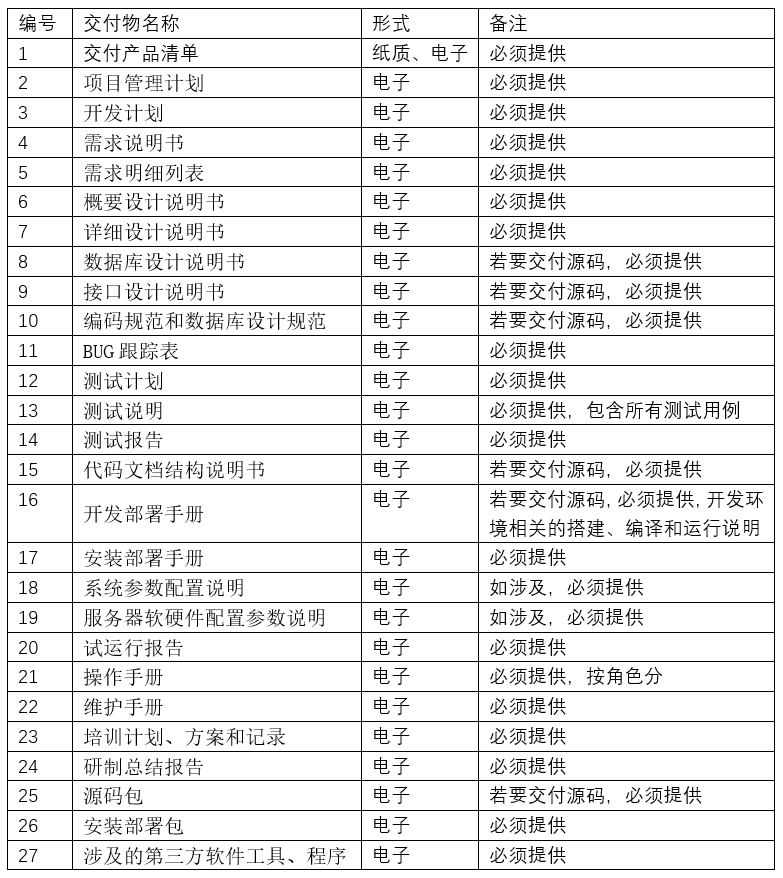 编号 交付物名称 形式 备注
1 交付产品清单 纸质、电子 必须提供
2 项目管理计划 电子 必须提供
3 开发计划 电子 必须提供
4 需求说明书 电子 必须提供
5 需求明细列表 电子 必须提供
6 概要设计说明书 电子 必须提供
7 详细设计说明书 电子 必须提供
8 数据库设计说明书 电子 若要交付源码，必须提供
9 接口设计说明书 电子 若要交付源码，必须提供
10 编码规范和数据库设计规范 电子 若要交付源码，必须提供
11 BUG 跟踪表 电子 必须提供
12 测试计划 电子 必须提供
13 测试说明 电子 必须提供，包含所有测试用例
14 测试报告 电子 必须提供
15 代码文档结构说明书 电子 若要交付源码，必须提供
16 开发部署手册 电子 若要交付源码，必须提供，开发环
境相关的搭建、编译和运行说明
17 安装部署手册 电子 必须提供
18 系统参数配置说明 电子 如涉及，必须提供
19 服务器软硬件配置参数说明 电子 如涉及，必须提供
20 试运行报告 电子 必须提供
21 操作手册 电子 必须提供，按角色分
22 维护手册 电子 必须提供
23 培训计划、方案和记录 电子 必须提供
24 研制总结报告 电子 必须提供
25 源码包 电子 若要交付源码，必须提供
26 安装部署包 电子 必须提供
27 涉及的第三方软件工具、程序 电子 必须提供